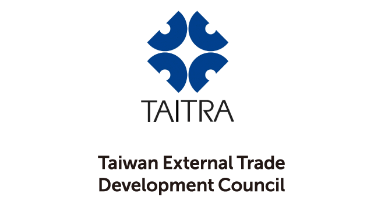 TAITRA
Taiwan External Trade
Development Council